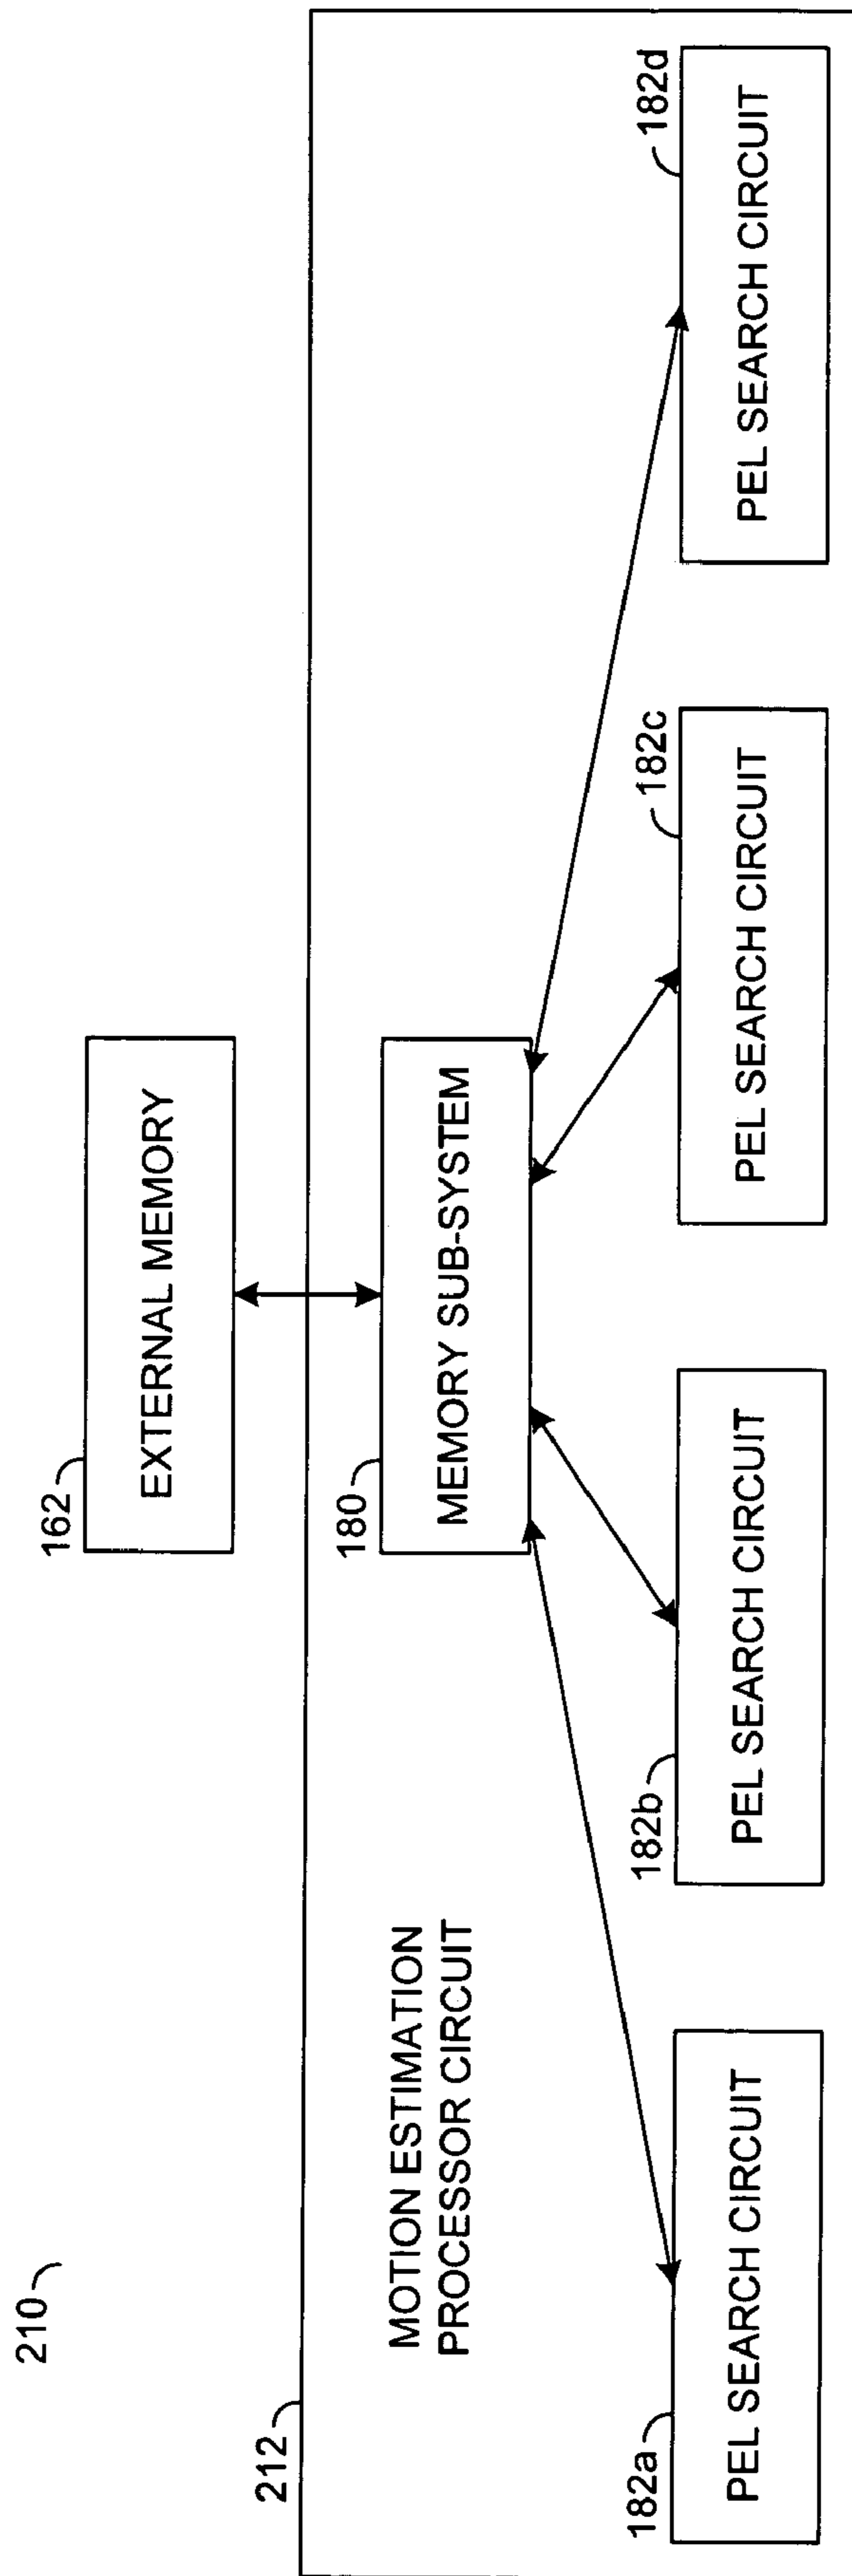 210
162
EXTERNAL MEMORY
212
180
MEMORY SUB-SYSTEM
MOTION ESTIMATION
PROCESSOR CIRCUIT
182a
PEL SEARCH CIRCUIT
182b
PEL SEARCH CIRCUIT
182c
PEL SEARCH CIRCUIT
182d
PEL SEARCH CIRCUIT